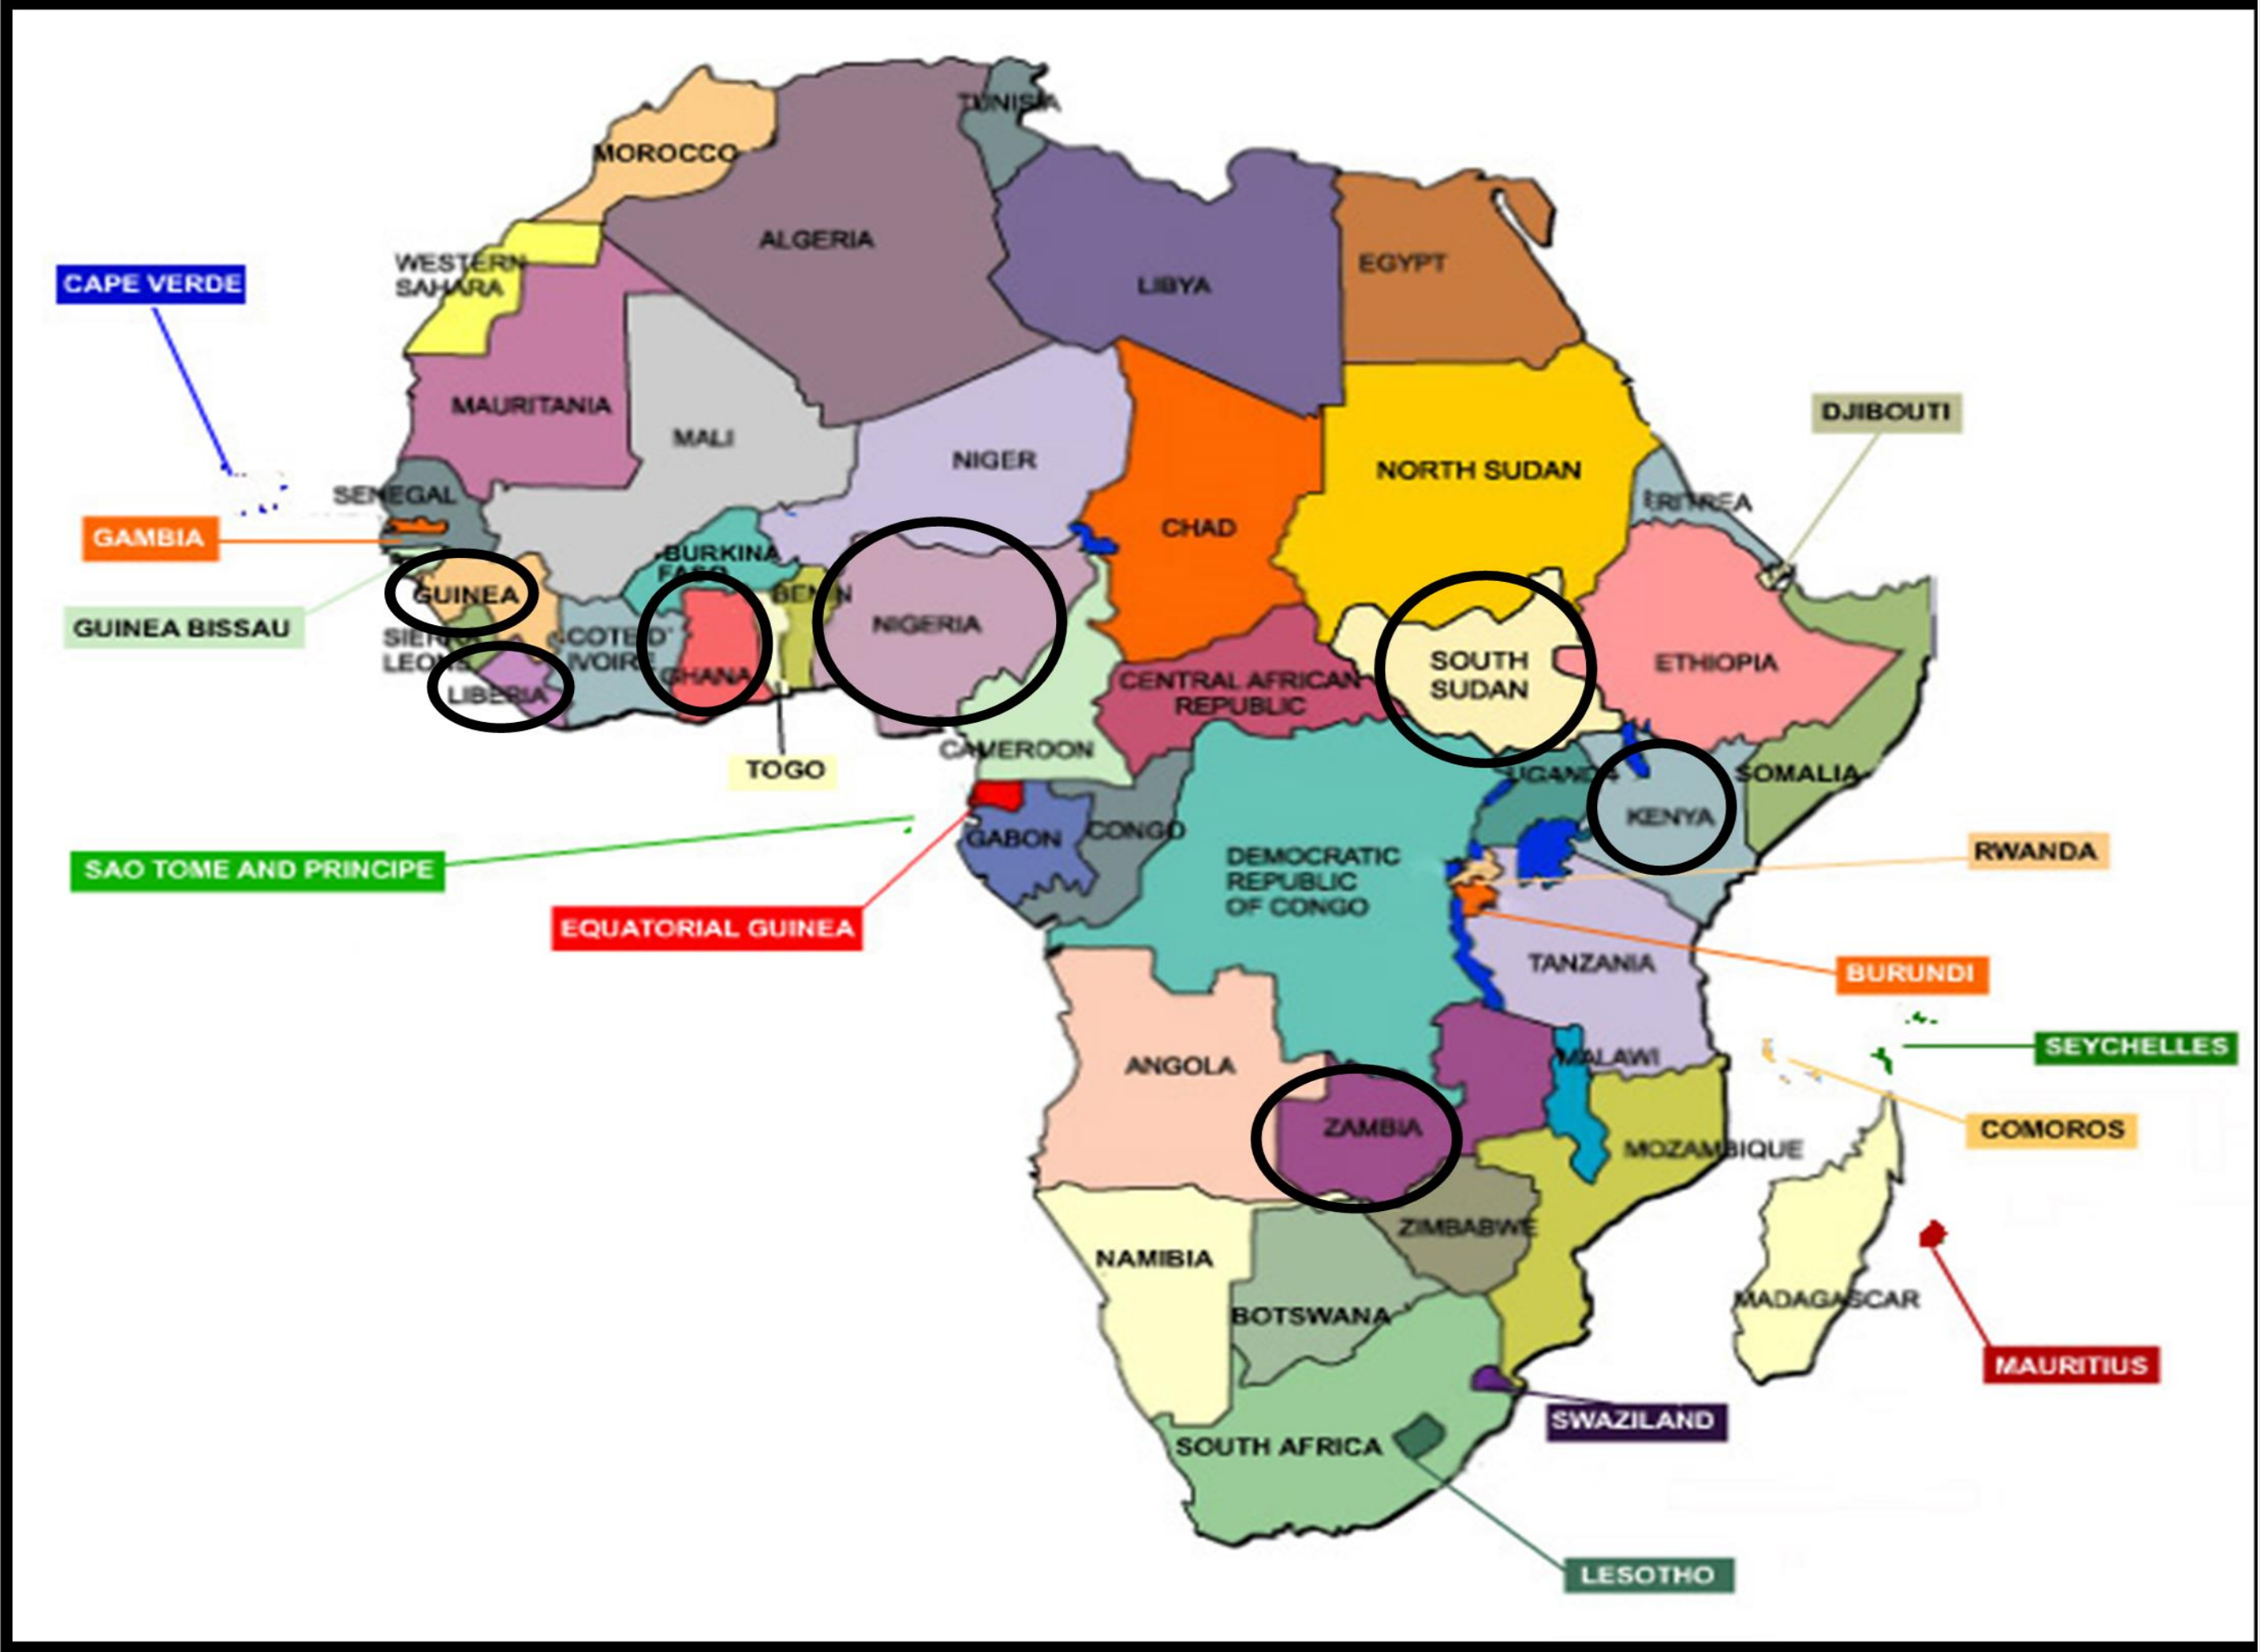 TUNISIA
MOROCCO
ALGERIA
LIBYA
EGYPT
WESTERN
SAHARA
CAPE VERDE
MAURITANIA
MALI
NIGER
CHAD
NORTH SUDAN
DJIBOUTI
SENEGAL
ERITREA
GAMBIA
BURKINA
FASO
GUINEA
BENIN
GUINEA BISSAU
NIGERIA
SIERRA
LEONE
COTE D'
IVOIRE
GHANA
LIBERIA
SOUTH
SUDAN
ETHIOPIA
CENTRAL AFRICAN
REPUBLIC
CAMEROON
TOGO
UGANDA
SOMALIA
KENYA
GABON
CONGO
SAO TOME AND PRINCIPE
DEMOCRATIC
REPUBLIC
OF CONGO
RWANDA
EQUATORIAL GUINEA
TANZANIA
BURUNDI
SEYCHELLES
ANGOLA
MALAWI
ZAMBIA
COMOROS
MOZAMBIQUE
ZIMBABWE
NAMIBIA
BOTSWANA
MADAGASCAR
MAURITIUS
SWAZILAND
SOUTH AFRICA
LESOTHO